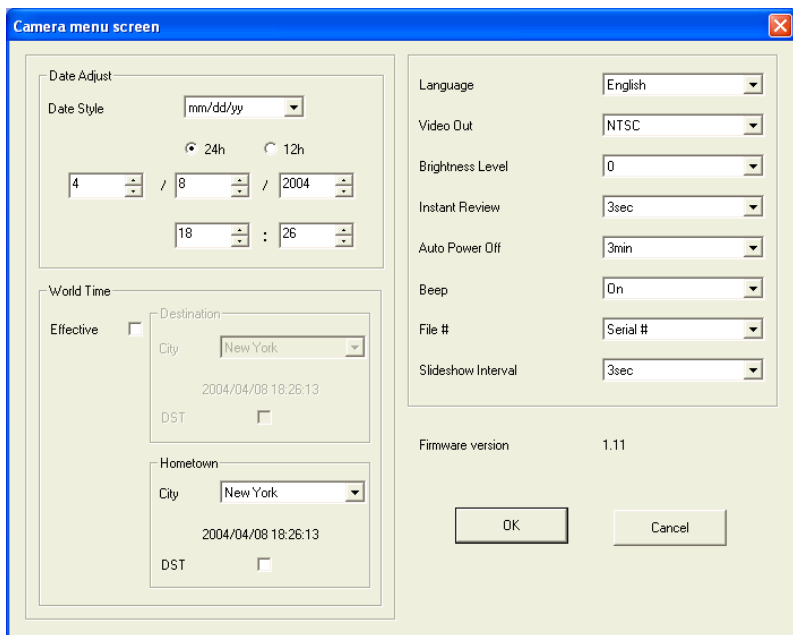 Camera menu screen
Date Adjust
Date Style mm/dd/yy
24h 12h
4 / 8 / 2004
18 : 26
World Time
Effective
Destination
City New York
2004/04/08 18:26:13
DST
Hometown
City New York
2004/04/08 18:26:13
DST
Language English
Video Out NTSC
Brightness Level 0
Instant Review 3sec
Auto Power Off 3min
Beep On
File # Serial #
Slideshow Interval 3sec
Firmware version 1.11
OK Cancel